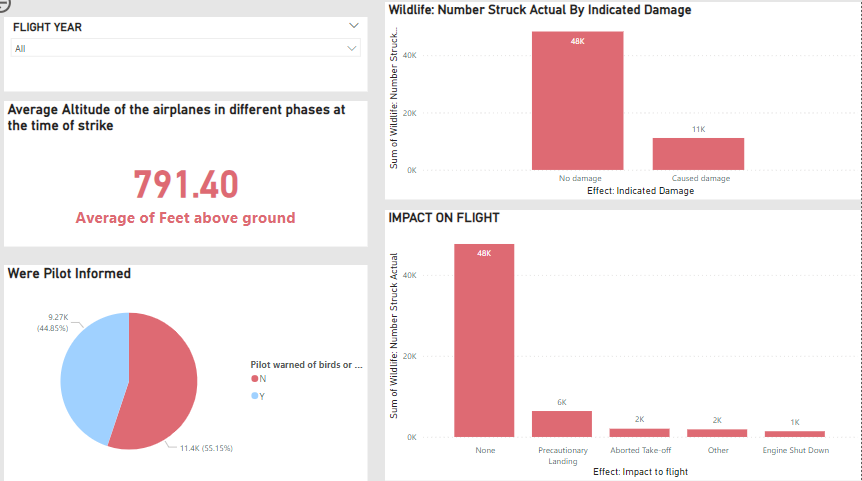 FLIGHT YEAR
All
Average Altitude of the airplanes in different phases at
the time of strike
791.40
Average of Feet above ground
Were Pilot Informed
9.27K
(44.85%)
11.4K (55.15%)
Pilot warned of birds or ...
N
Y
Wildlife: Number Struck Actual By Indicated Damage
Sum of Wildlife: Number Struck...
40K
20K
0K
48K
11K
No damage
Caused damage
Effect: Indicated Damage
IMPACT ON FLIGHT
Sum of Wildlife: Number Struck Actual
40K
20K
0K
48K
6K
2K
2K
1K
None
Precautionary
Landing
Aborted Take-off
Other
Engine Shut Down
Effect: Impact to flight